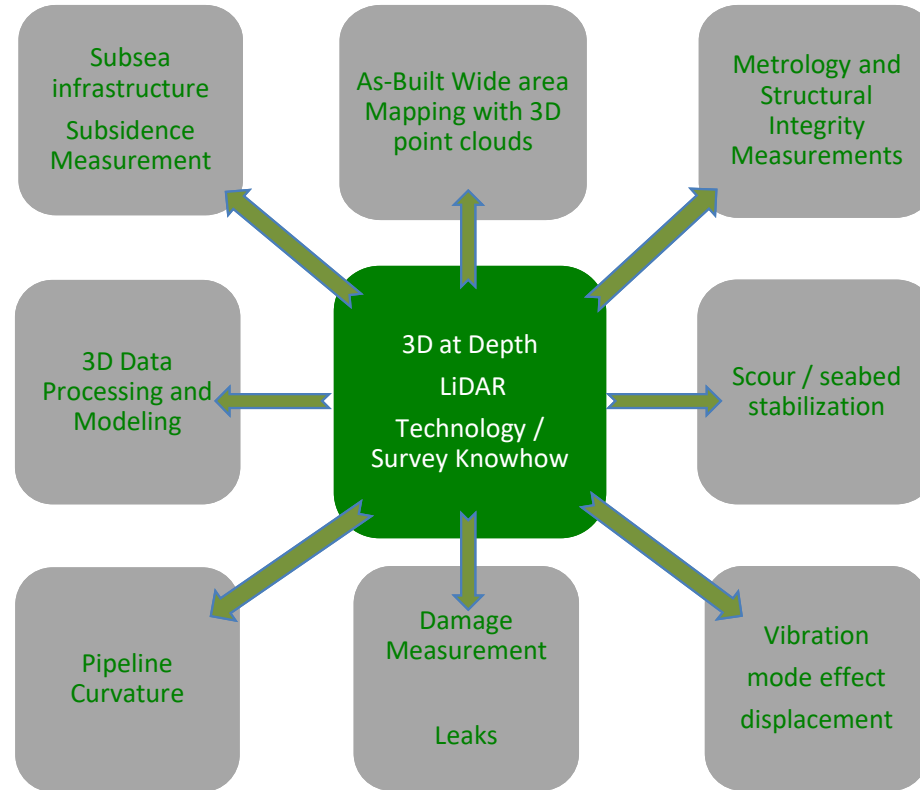 Subsea
infrastructure
Subsidence
Measurement
As-Built Wide area
Mapping with 3D
point clouds
Metrology and
Structural
Integrity
Measurements
3D Data
Processing and
Modeling
3D at Depth
LiDAR
Technology /
Survey Knowhow
Scour / seabed
stabilization
Pipeline
Curvature
Damage
Measurement
Leaks
Vibration
mode effect
displacement